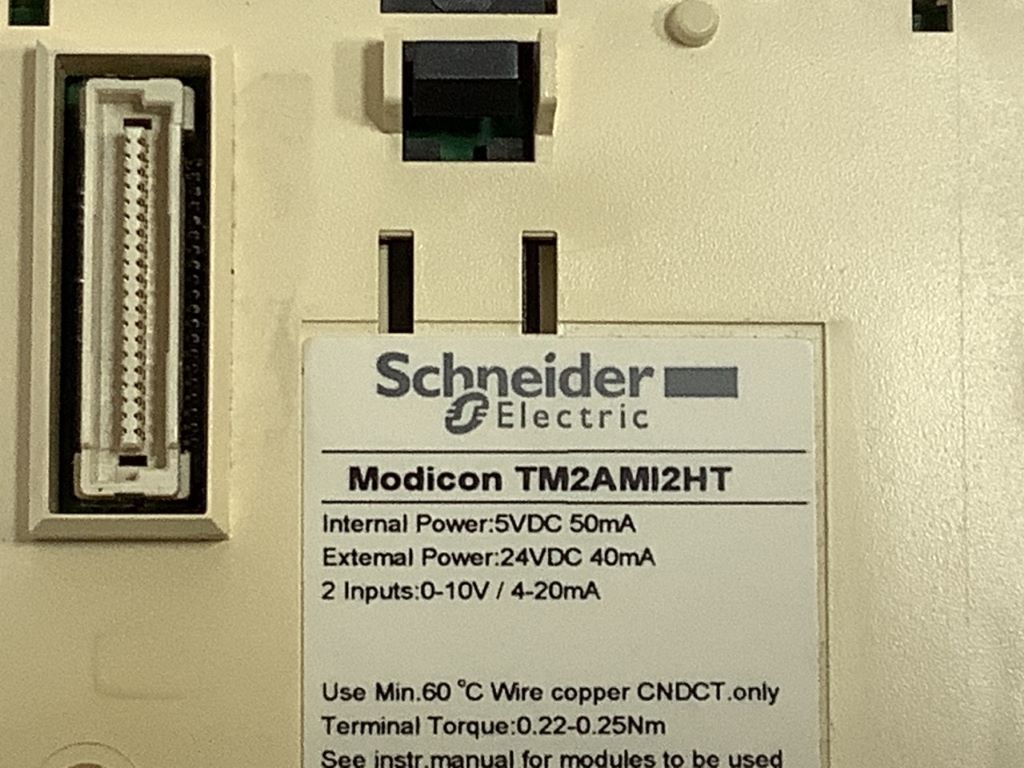 Schneider
Electric
Modicon TM2AMI2HT
Internal Power:5VDC 50mA
External Power:24VDC 40mA
2 Inputs:0-10V / 4-20mA
Use Min.60 °C Wire copper CNDCT.only
Terminal Torque:0.22-0.25Nm
See instr.manual for modules to be used